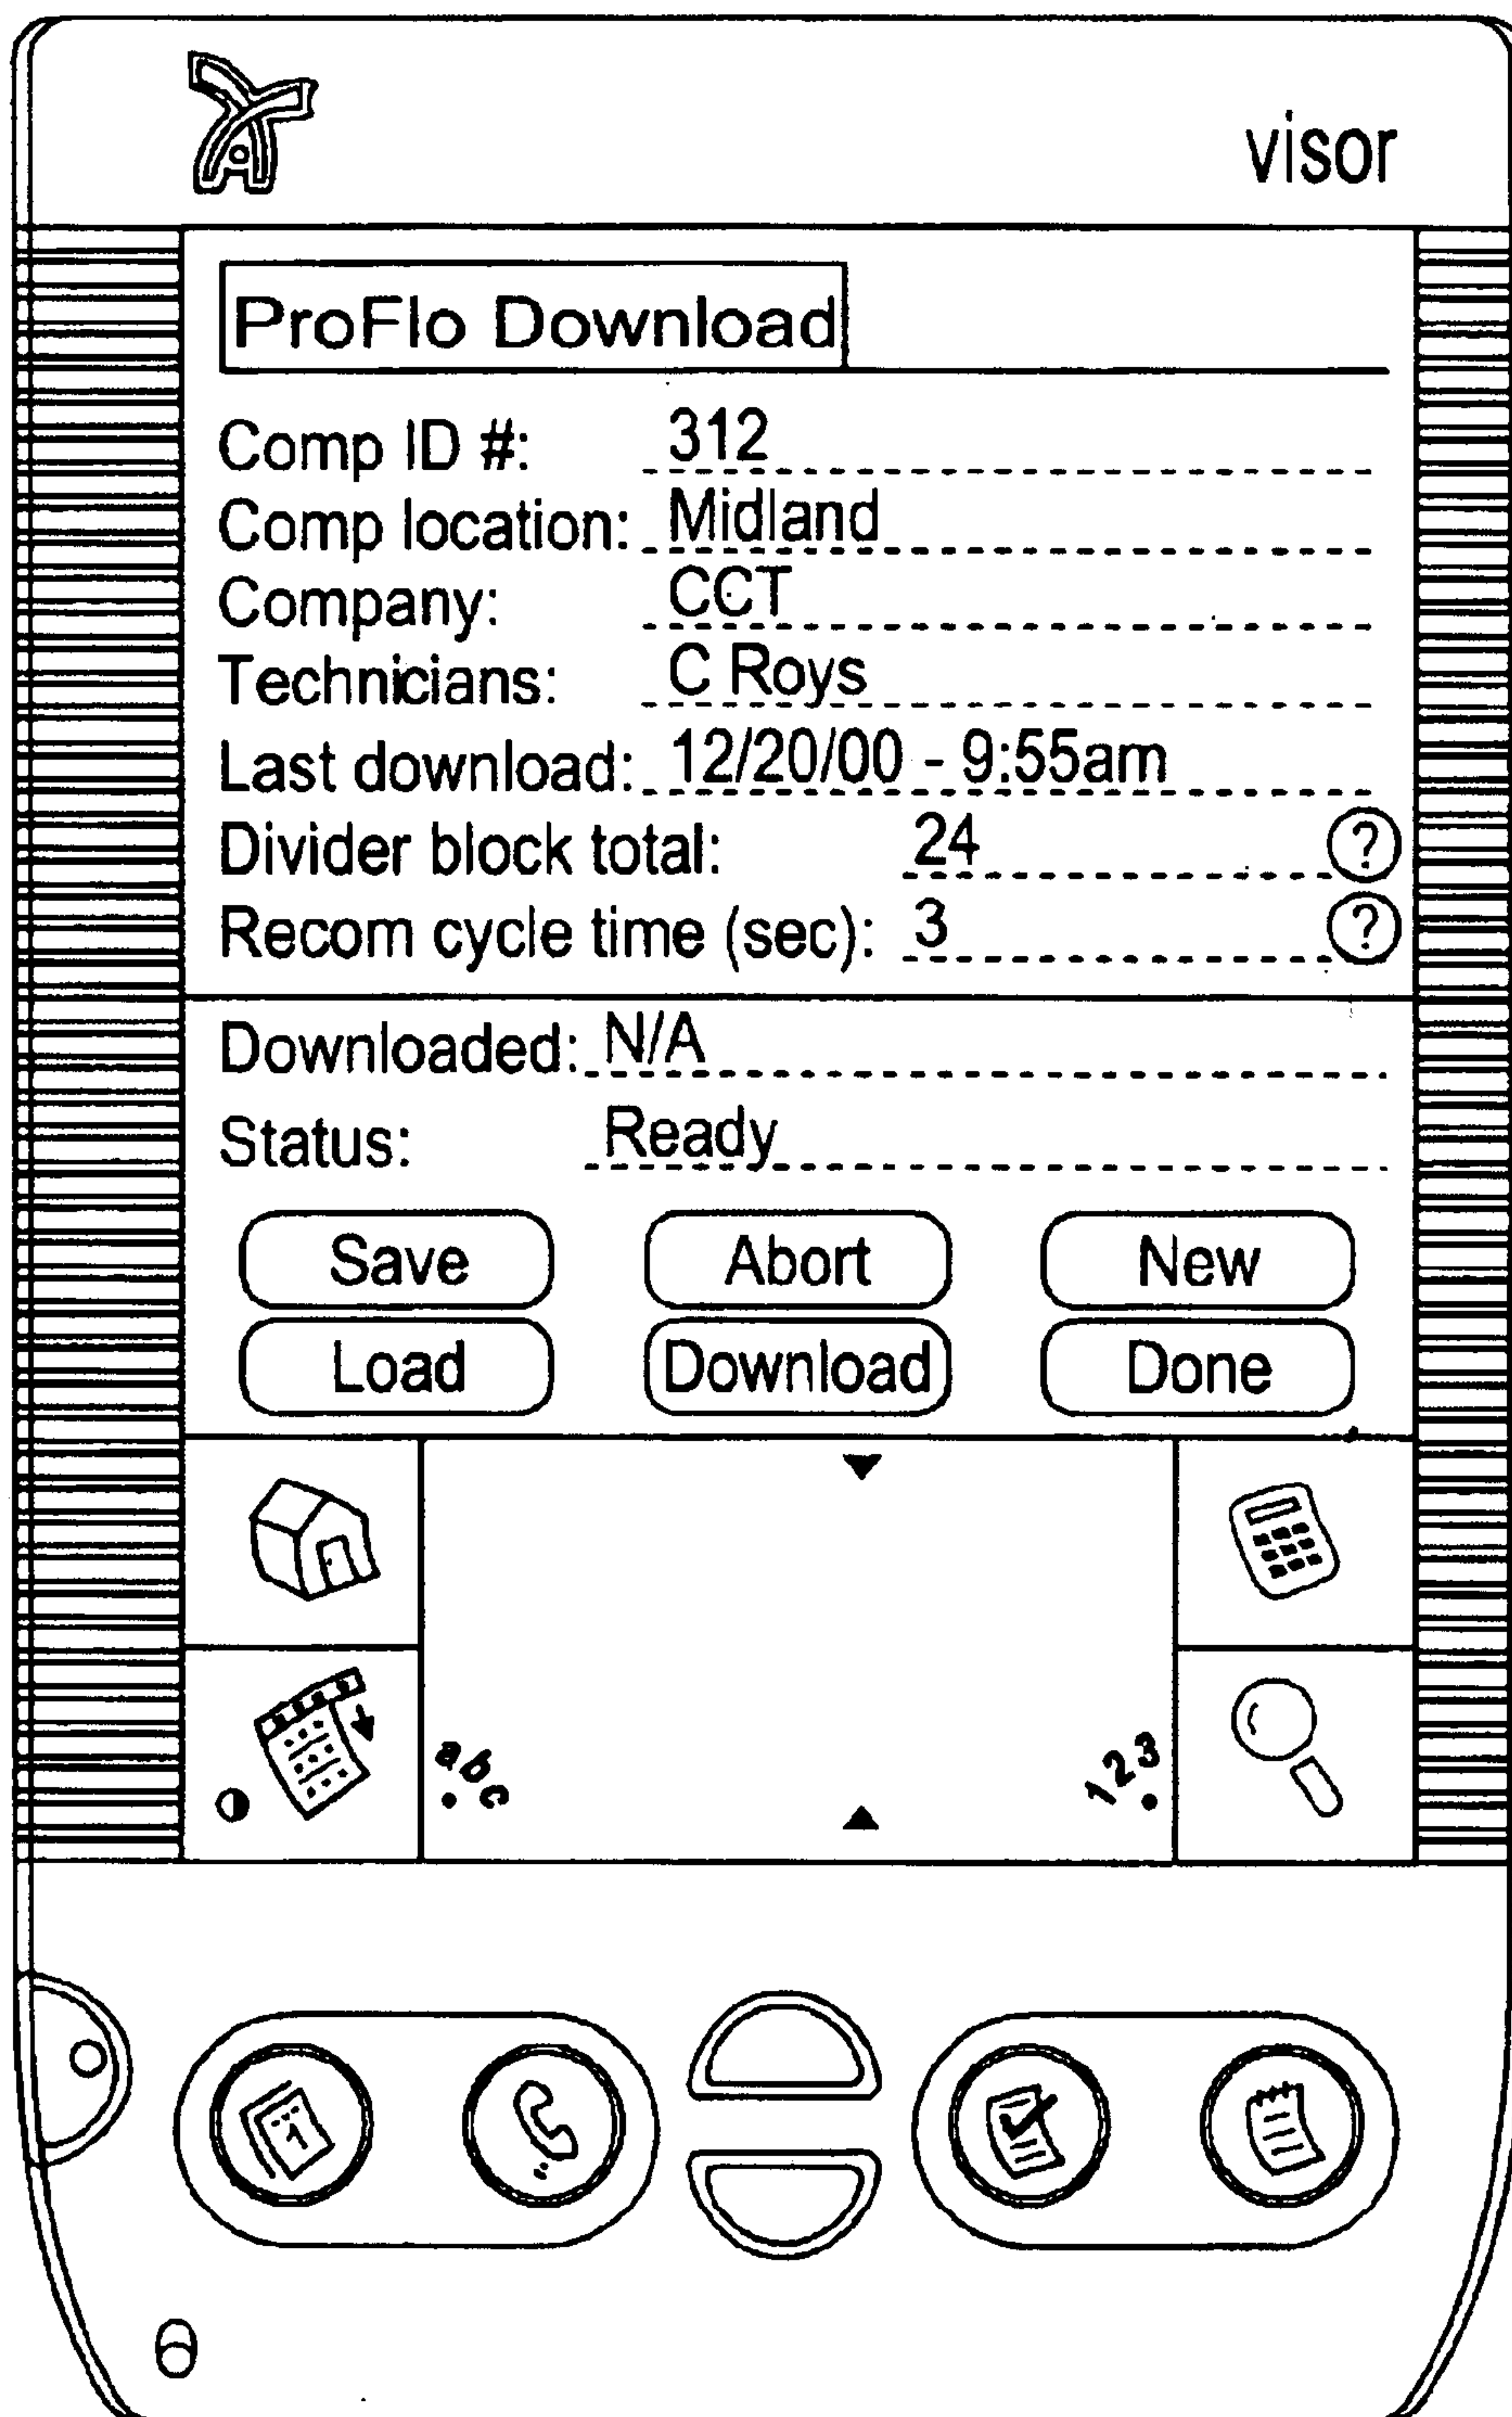 visor
ProFlo Download
Comp ID #: 312
Comp location: Midland
Company: CCT
Technicians: C Roys
Last download: 12/20/00 - 9:55am
Divider block total: 24 ?
Recom cycle time (sec): 3 ?
Downloaded: N/A
Status: Ready
Save Abort New
Load Download Done
abc 123
1